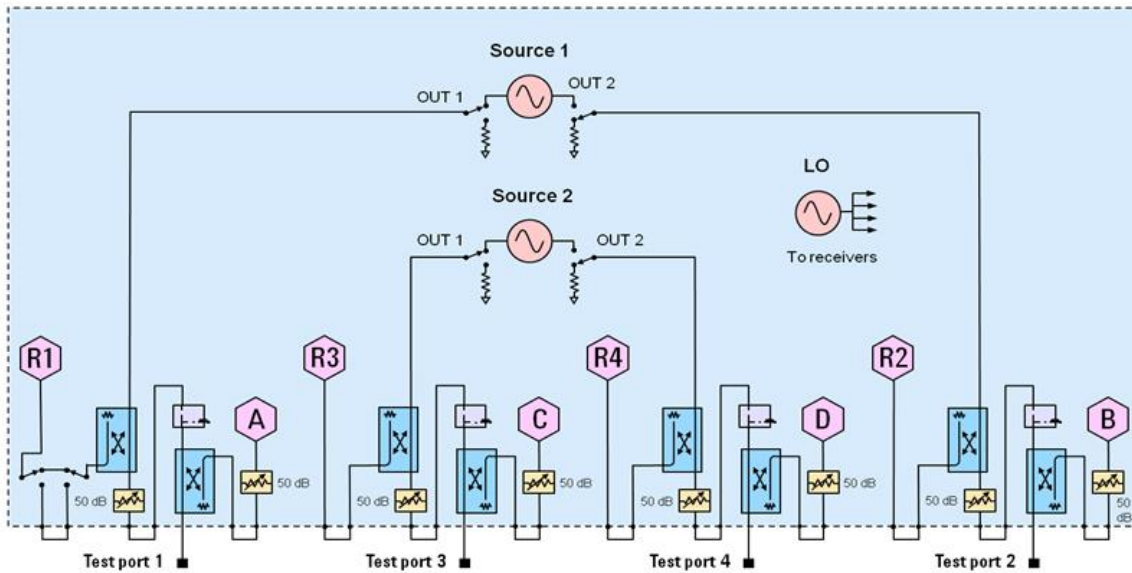 Source 1
OUT 1
OUT 2
LO
Source 2
OUT 1
OUT 2
To receivers
R1
R3
R4
R2
A
C
D
B
50 dB
50 dB
50 dB
50 dB
50 dB
50 dB
50 dB
50
dB
Test port 1
Test port 3
Test port 4
Test port 2